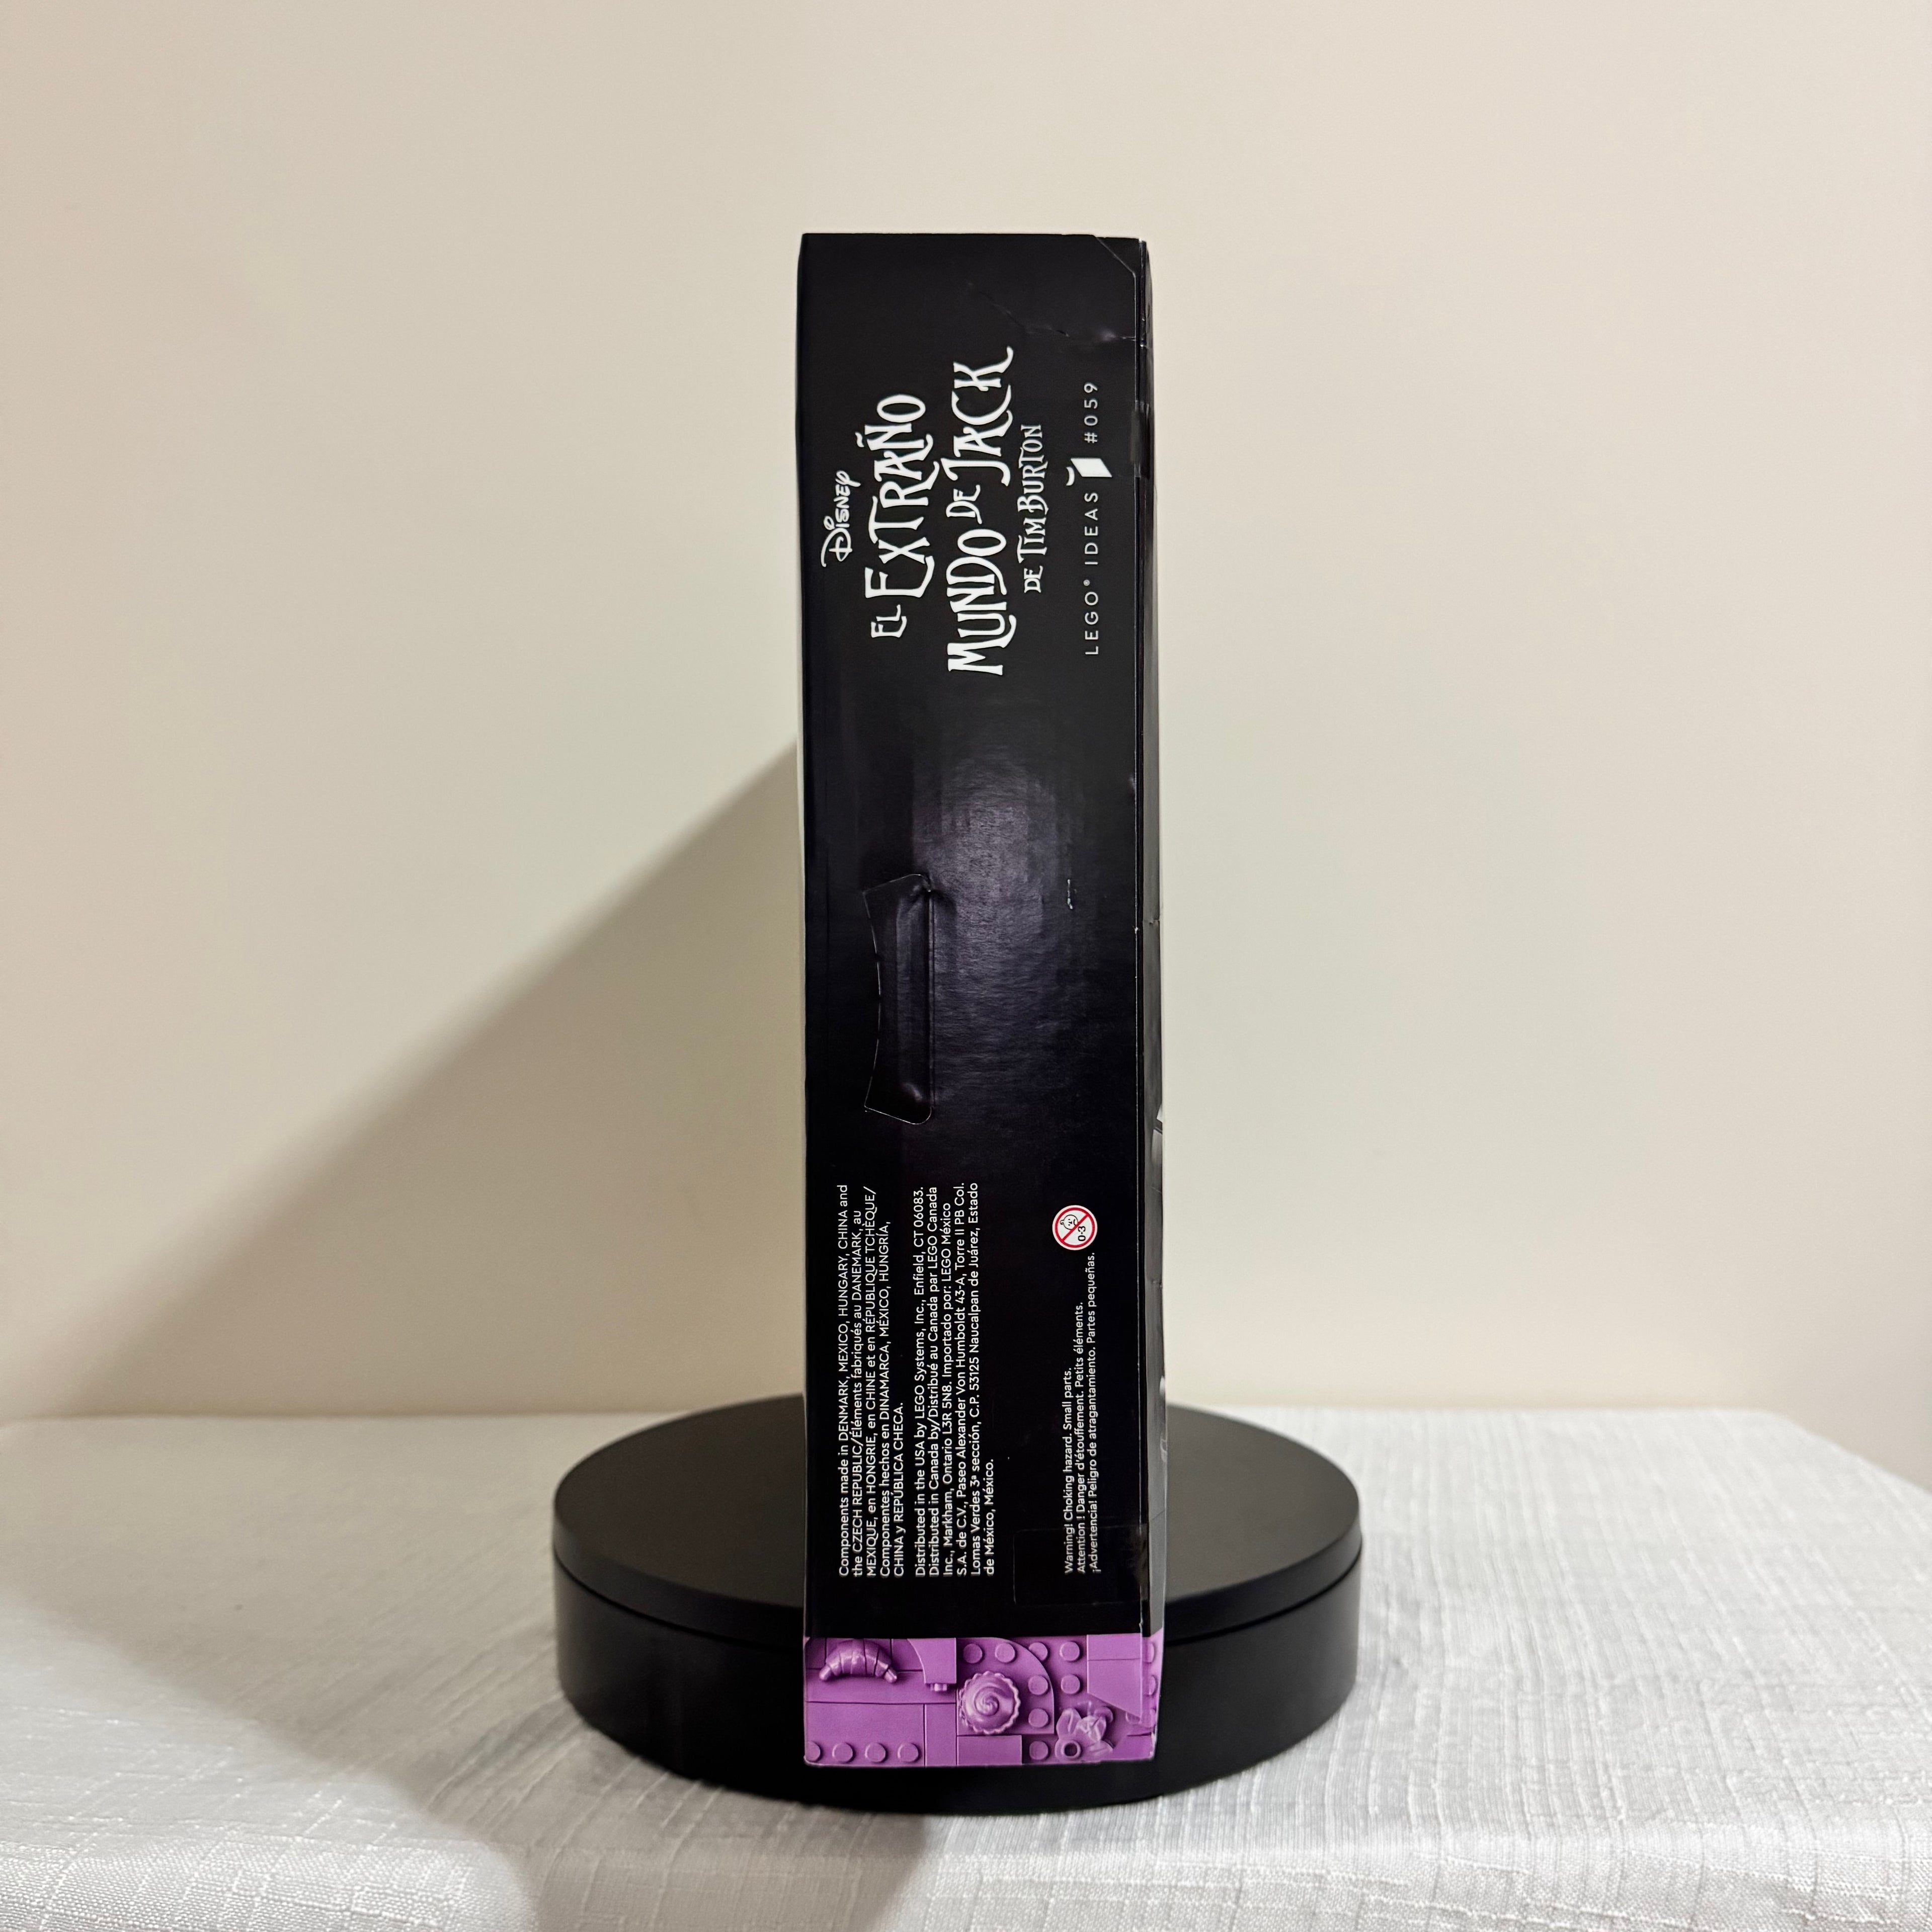 Disney
EL EXTRAÑO
MUNDO DE JACK
DE TIM BURTON
LEGO® IDEAS #059
Components made in DENMARK, MEXICO, HUNGARY, CHINA and
the CZECH REPUBLIC/Éléments fabriqués au DANEMARK, au
MEXIQUE, en HONGRIE, en CHINE et en RÉPUBLIQUE TCHÈQUE/
Componentes hechos en DINAMARCA, MÉXICO, HUNGRÍA,
CHINA y REPÚBLICA CHECA.
Distributed in the USA by LEGO Systems, Inc., Enfield, CT 06083.
Distributed in Canada by/Distribué au Canada par LEGO Canada
Inc., Markham, Ontario L3R 5N8. Importado por: LEGO México
S.A. de C.V., Paseo Alexander Von Humboldt 43-A, Torre II PB Col.
Lomas Verdes 3ª sección, C.P. 53125 Naucalpan de Juárez, Estado
de México, México.
0-3
Warning! Choking hazard. Small parts.
Attention ! Danger d'étouffement. Petits éléments.
¡Advertencia! Peligro de atragantamiento. Partes pequeñas.